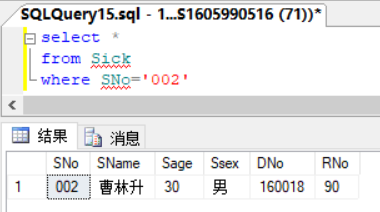 SQLQuery15.sql - 1...S1605990516 (71))*
select *
from Sick
where SNo='002'
结果 消息
SNo SName Sage Ssex DNo RNo
1 002 曹林升 30 男 160018 90